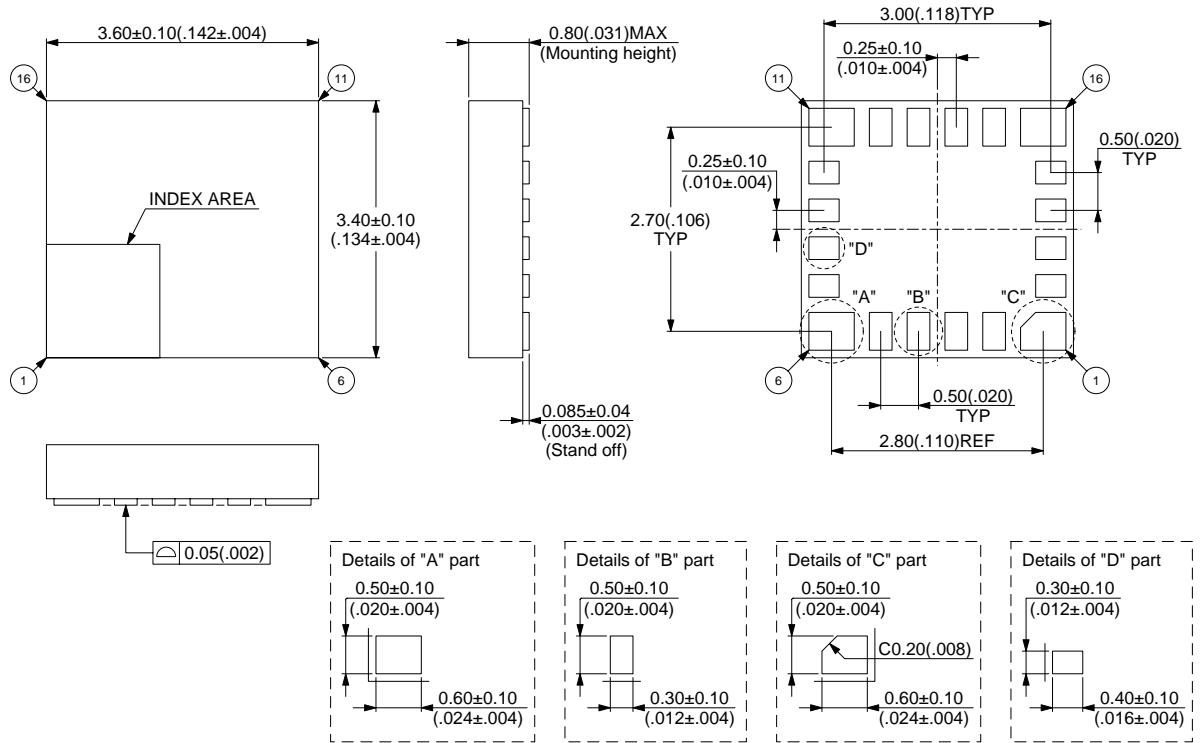 3.60±0.10(.142±.004)
0.80(.031)MAX
(Mounting height)
3.00(.118)TYP
0.25±0.10
(.010±.004)
16
11
11
16
0.50(.020)
TYP
0.25±0.10
(.010±.004)
INDEX AREA
3.40±0.10
(.134±.004)
2.70(.106)
TYP
"D"
"A"
"B"
"C"
1
6
6
1
0.50(.020)
TYP
0.085±0.04
(.003±.002)
(Stand off)
2.80(.110)REF
0.05(.002)
Details of "A" part
0.50±0.10
(.020±.004)
0.60±0.10
(.024±.004)
Details of "B" part
0.50±0.10
(.020±.004)
0.30±0.10
(.012±.004)
Details of "C" part
0.50±0.10
(.020±.004)
C0.20(.008)
0.60±0.10
(.024±.004)
Details of "D" part
0.30±0.10
(.012±.004)
0.40±0.10
(.016±.004)